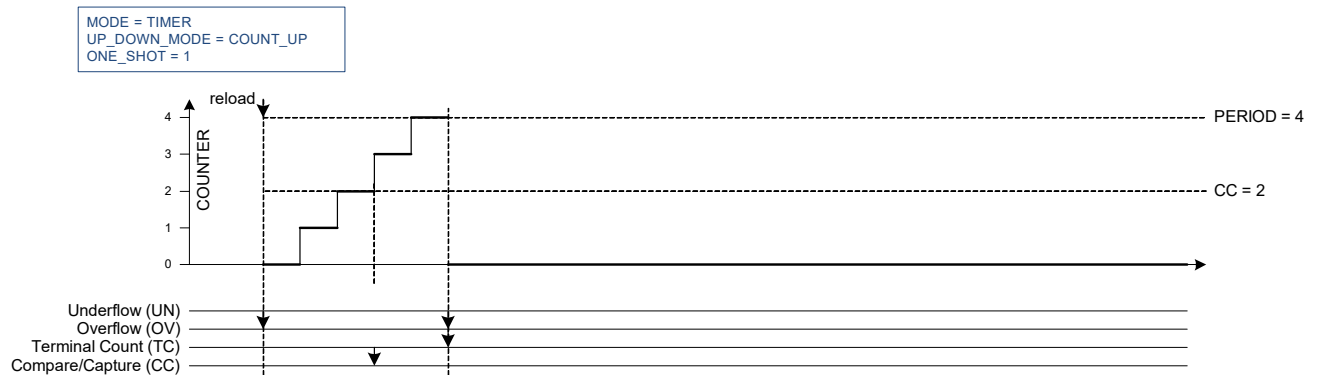 MODE = TIMER
UP_DOWN_MODE = COUNT_UP
ONE_SHOT = 1
reload
4
PERIOD = 4
3
COUNTER
2
CC = 2
1
0
Underflow (UN)
Overflow (OV)
Terminal Count (TC)
Compare/Capture (CC)